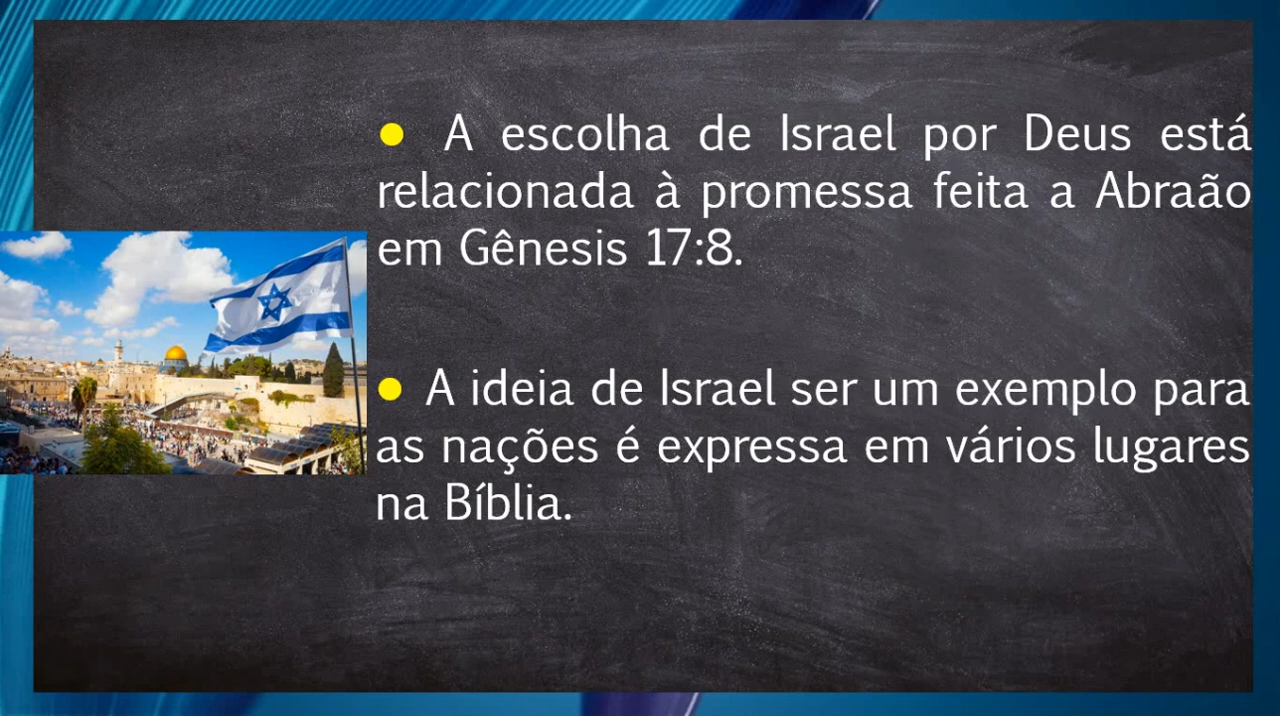 ● A escolha de Israel por Deus está
relacionada à promessa feita a Abraão
em Gênesis 17:8.
● A ideia de Israel ser um exemplo para
as nações é expressa em vários lugares
na Bíblia.